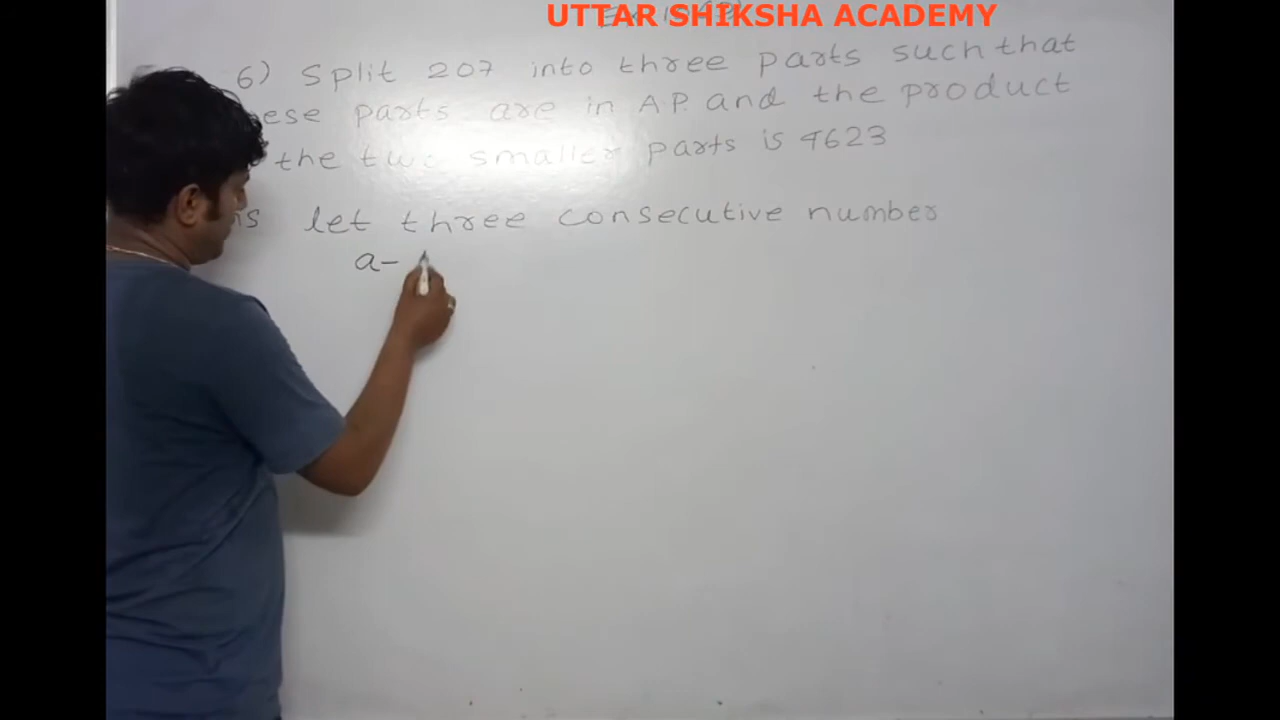 UTTAR SHIKSHA ACADEMY
6) Split 207 into three parts such that
ese parts are in A.P. and the product
the two smaller parts is 4623
is let three consecutive number
a-